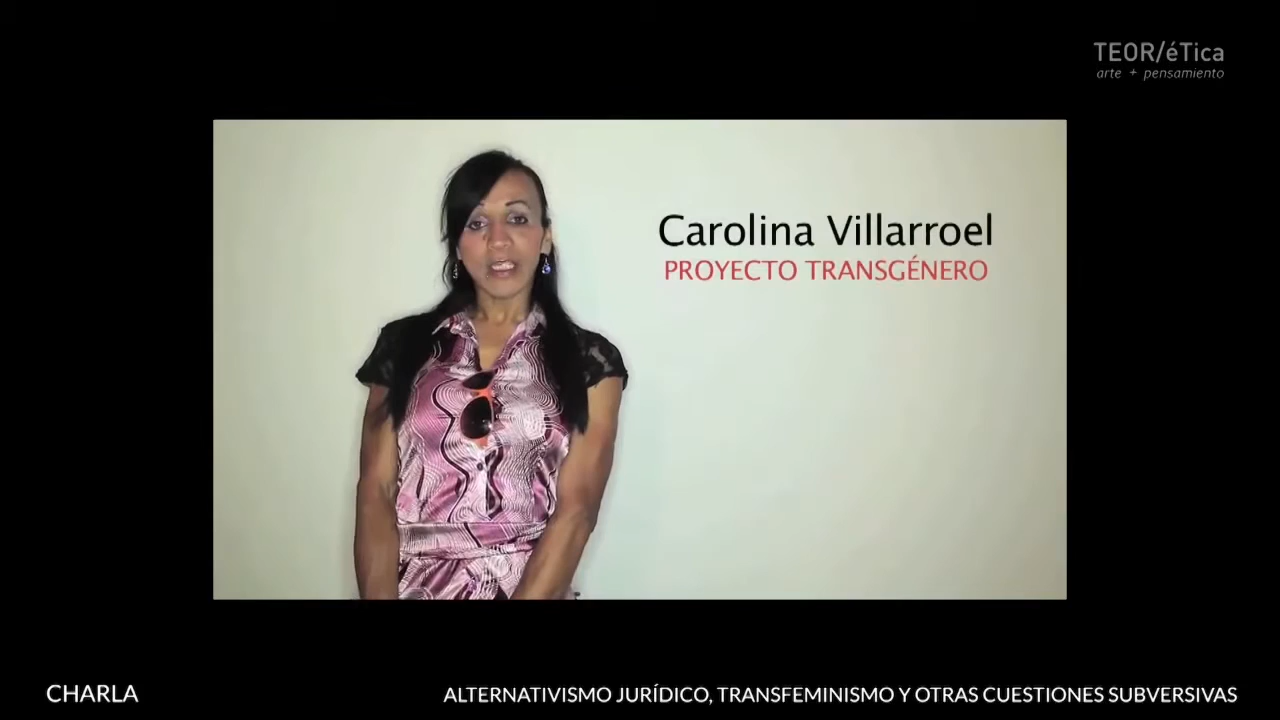 TEOR/éTica
arte + pensamiento
Carolina Villarroel
PROYECTO TRANSGÉNERO
CHARLA
ALTERNATIVISMO JURÍDICO, TRANSFEMINISMO Y OTRAS CUESTIONES SUBVERSIVAS